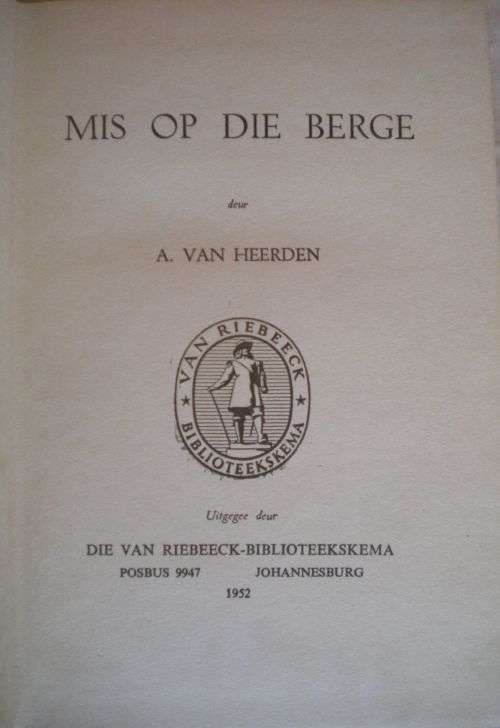 MIS OP DIE BERGE
deur
A. VAN HEERDEN
VAN RIEBEECK
BIBLIOTEEKSKEMA
Uitgegee deur
DIE VAN RIEBEECK-BIBLIOTEEKSKEMA
POSBUS 9947 JOHANNESBURG
1952